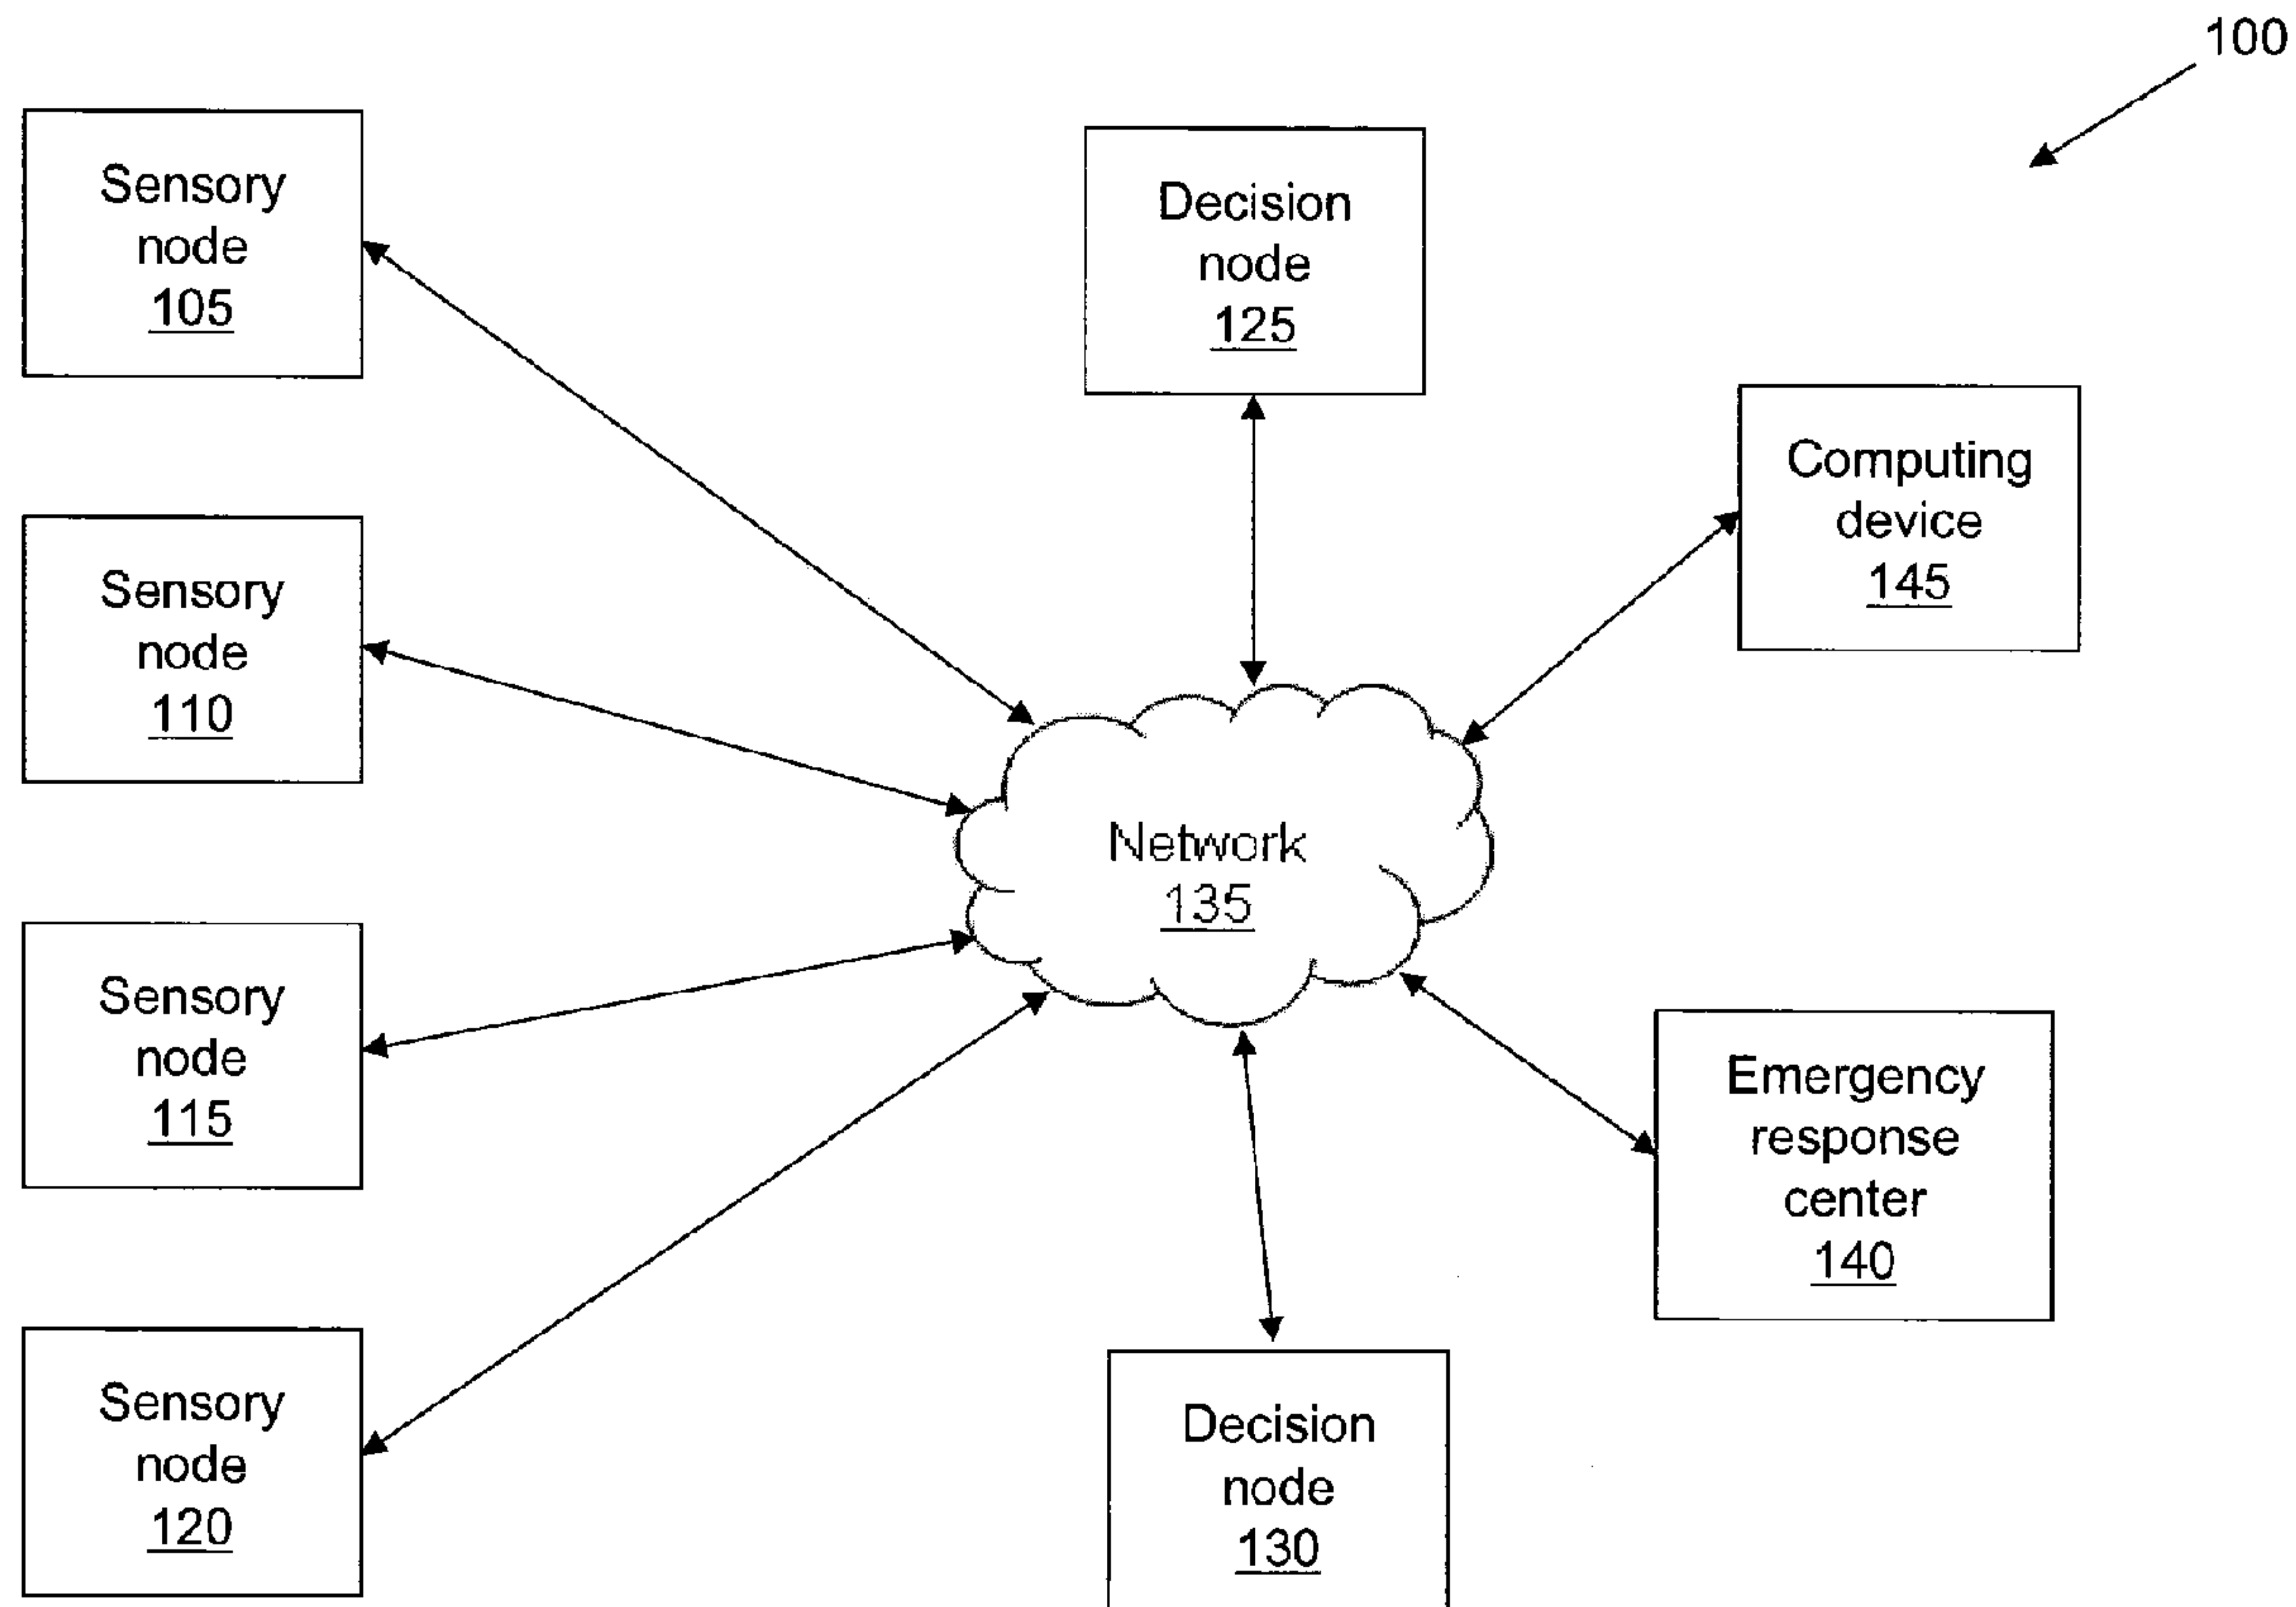 100
Sensory
node
105
Decision
node
125
Computing
device
145
Sensory
node
110
Network
135
Sensory
node
115
Emergency
response
center
140
Sensory
node
120
Decision
node
130